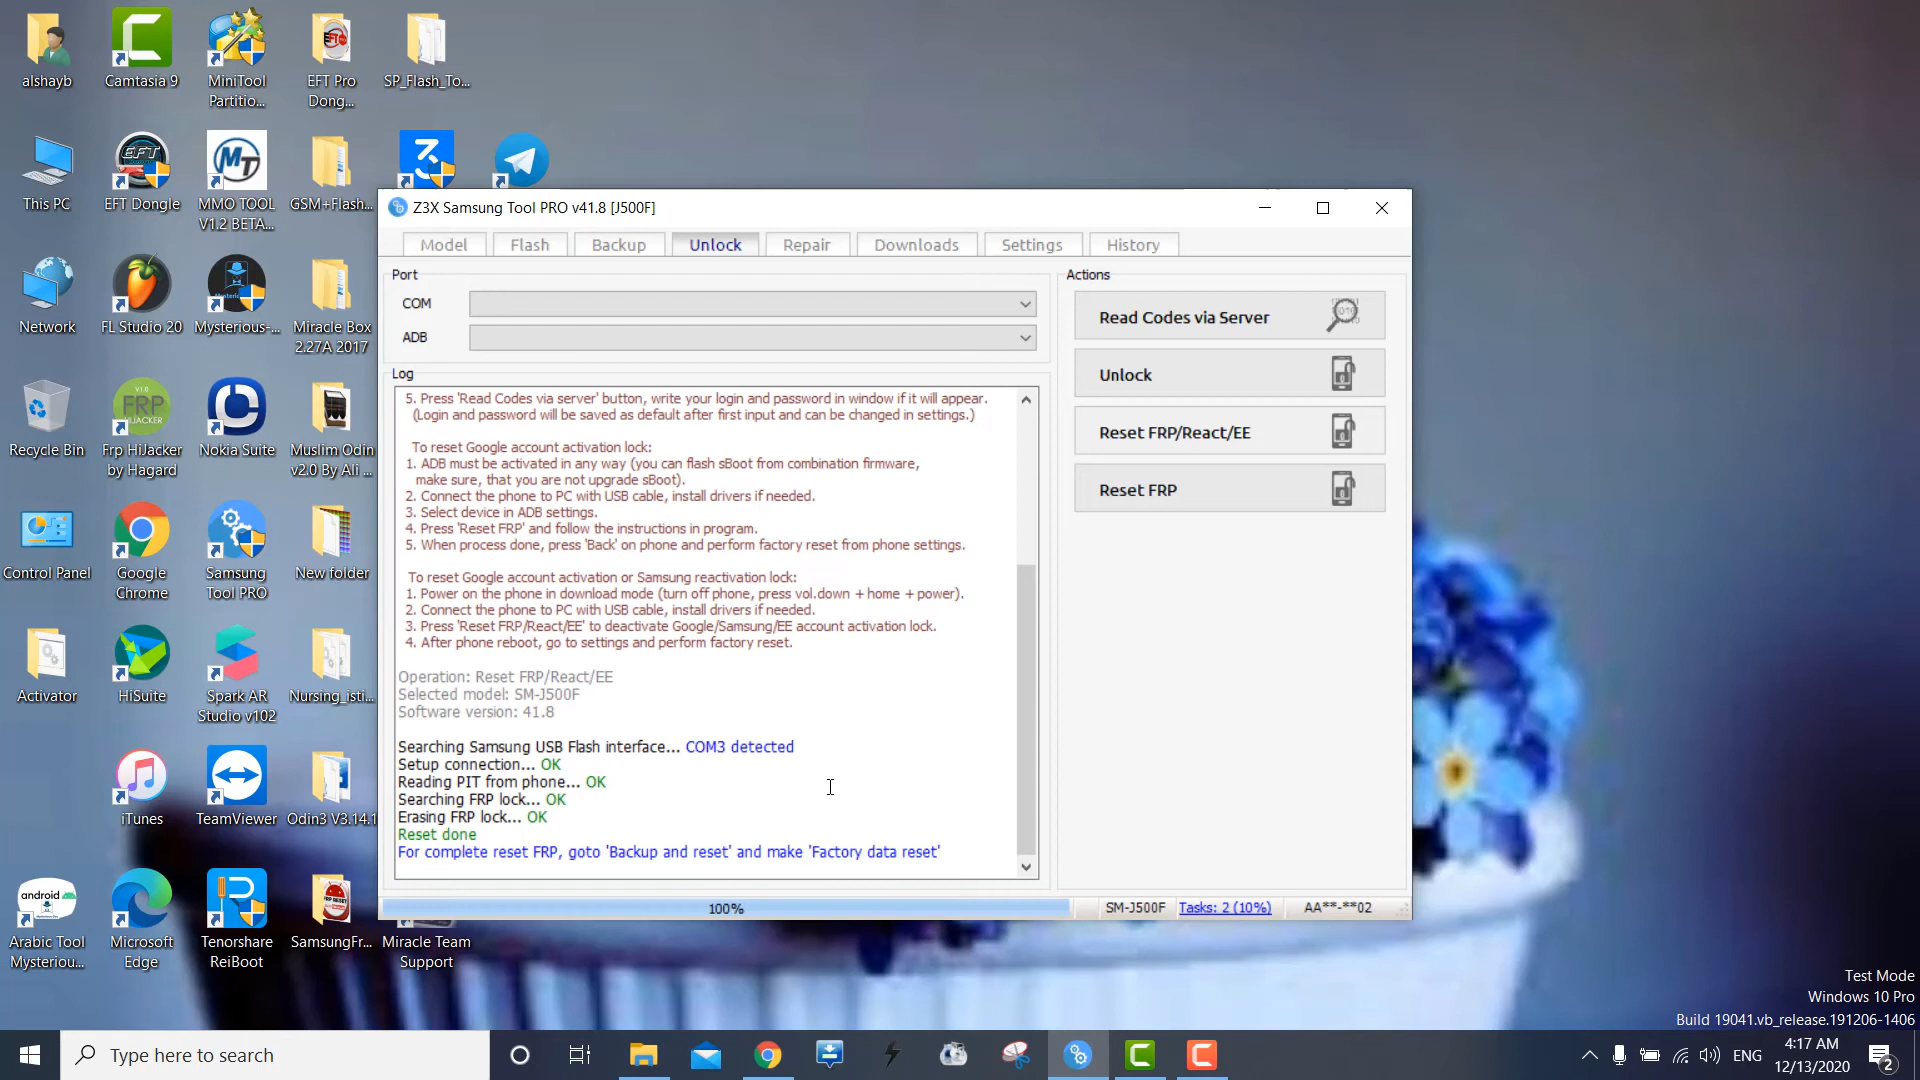 alshayb
Camtasia 9
MiniTool
Partitio...
EFT Pro
Dong...
SP_Flash_To...
This PC
EFT Dongle
MMO TOOL
V1.2 BETA...
GSM+Flash...
Network
FL Studio 20
Mysterious-...
Miracle Box
2.27A 2017
Recycle Bin
Frp HiJacker
by Hagard
Nokia Suite
Muslim Odin
v2.0 By Ali ...
Control Panel
Google
Chrome
Samsung
Tool PRO
New folder
Activator
HiSuite
Spark AR
Studio v102
Nursing_isti...
iTunes
TeamViewer
Odin3 V3.14.1
Arabic Tool
Mysteriou...
Microsoft
Edge
Tenorshare
ReiBoot
SamsungFr...
Miracle Team
Support
Z3X Samsung Tool PRO v41.8 [J500F]
Model Flash Backup Unlock Repair Downloads Settings History
Port
COM
ADB
Log
5. Press 'Read Codes via server' button, write your login and password in window if it will appear.
(Login and password will be saved as default after first input and can be changed in settings.)
To reset Google account activation lock:
1. ADB must be activated in any way (you can flash sBoot from combination firmware,
make sure, that you are not upgrade sBoot).
2. Connect the phone to PC with USB cable, install drivers if needed.
3. Select device in ADB settings.
4. Press 'Reset FRP' and follow the instructions in program.
5. When process done, press 'Back' on phone and perform factory reset from phone settings.
To reset Google account activation or Samsung reactivation lock:
1. Power on the phone in download mode (turn off phone, press vol.down + home + power).
2. Connect the phone to PC with USB cable, install drivers if needed.
3. Press 'Reset FRP/React/EE' to deactivate Google/Samsung/EE account activation lock.
4. After phone reboot, go to settings and perform factory reset.
Operation: Reset FRP/React/EE
Selected model: SM-J500F
Software version: 41.8
Searching Samsung USB Flash interface... COM3 detected
Setup connection... OK
Reading PIT from phone... OK
Searching FRP lock... OK
Erasing FRP lock... OK
Reset done
For complete reset FRP, goto 'Backup and reset' and make 'Factory data reset'
Actions
Read Codes via Server
Unlock
Reset FRP/React/EE
Reset FRP
100%
SM-J500F
Tasks: 2 (10%)
AA**-**02
Test Mode
Windows 10 Pro
Build 19041.vb_release.191206-1406
Type here to search
ENG
4:17 AM
12/13/2020
2